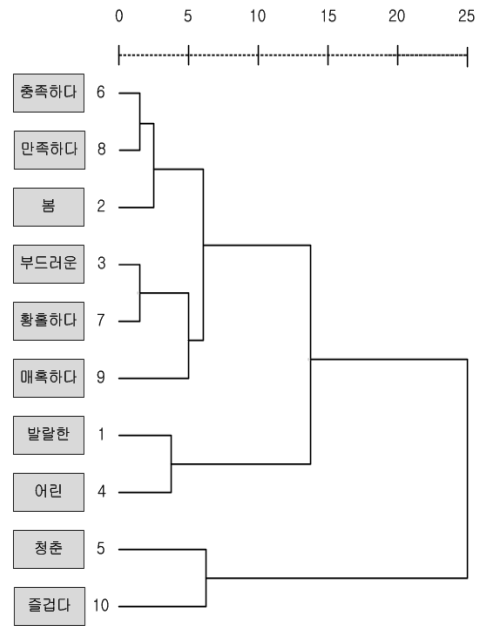 0 5 10 15 20 25
충족하다 6
만족하다 8
봄 2
부드러운 3
황홀하다 7
매혹하다 9
발랄한 1
어린 4
청춘 5
즐겁다 10